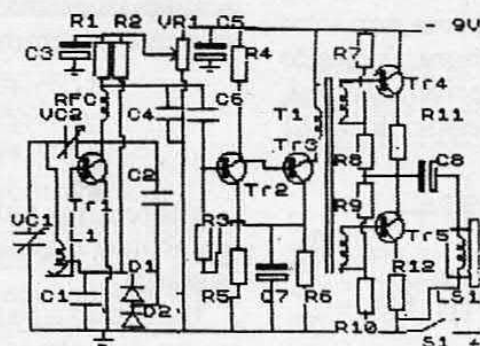 R1 R2 VR1 C5 - 9V
C3 R4 R7
Tr4
RFC
VC2 C4 C6 T1 R11
Tr3
C2 R8 C8
Tr2
VC1 Tr1 R9
L1 R3 Tr5
D1
C1 R5 C7 R6 R12
D2 LS1
R10
S1 +